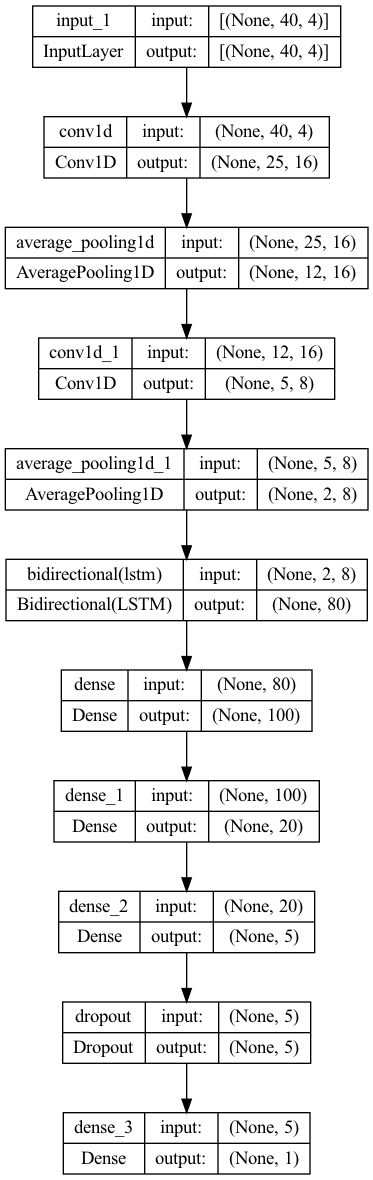 input_1 input: [(None, 40, 4)]
InputLayer output: [(None, 40, 4)]
conv1d input: (None, 40, 4)
Conv1D output: (None, 25, 16)
average_pooling1d input: (None, 25, 16)
AveragePooling1D output: (None, 12, 16)
conv1d_1 input: (None, 12, 16)
Conv1D output: (None, 5, 8)
average_pooling1d_1 input: (None, 5, 8)
AveragePooling1D output: (None, 2, 8)
bidirectional(lstm) input: (None, 2, 8)
Bidirectional(LSTM) output: (None, 80)
dense input: (None, 80)
Dense output: (None, 100)
dense_1 input: (None, 100)
Dense output: (None, 20)
dense_2 input: (None, 20)
Dense output: (None, 5)
dropout input: (None, 5)
Dropout output: (None, 5)
dense_3 input: (None, 5)
Dense output: (None, 1)